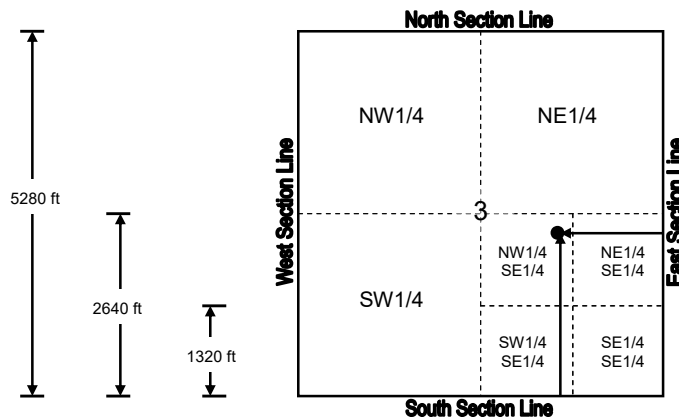 North Section Line
NW1/4
NE1/4
5280 ft
West Section Line
3
East Section Line
NW1/4
SE1/4
NE1/4
SE1/4
2640 ft
SW1/4
1320 ft
SW1/4
SE1/4
SE1/4
SE1/4
South Section Line